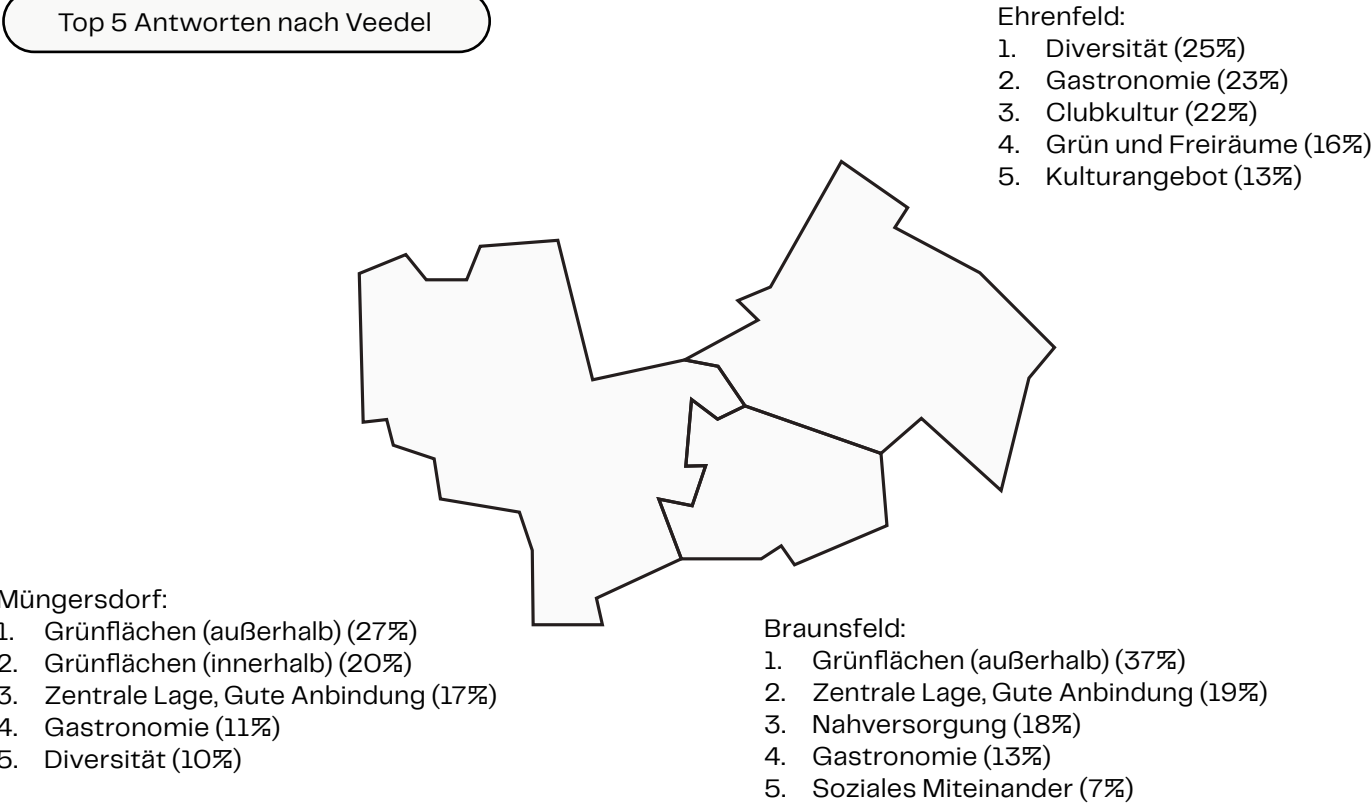 Top 5 Antworten nach Veedel
Ehrenfeld:
1. Diversität (25%)
2. Gastronomie (23%)
3. Clubkultur (22%)
4. Grün und Freiräume (16%)
5. Kulturangebot (13%)
Müngersdorf:
1. Grünflächen (außerhalb) (27%)
2. Grünflächen (innerhalb) (20%)
3. Zentrale Lage, Gute Anbindung (17%)
4. Gastronomie (11%)
5. Diversität (10%)
Braunsfeld:
1. Grünflächen (außerhalb) (37%)
2. Zentrale Lage, Gute Anbindung (19%)
3. Nahversorgung (18%)
4. Gastronomie (13%)
5. Soziales Miteinander (7%)